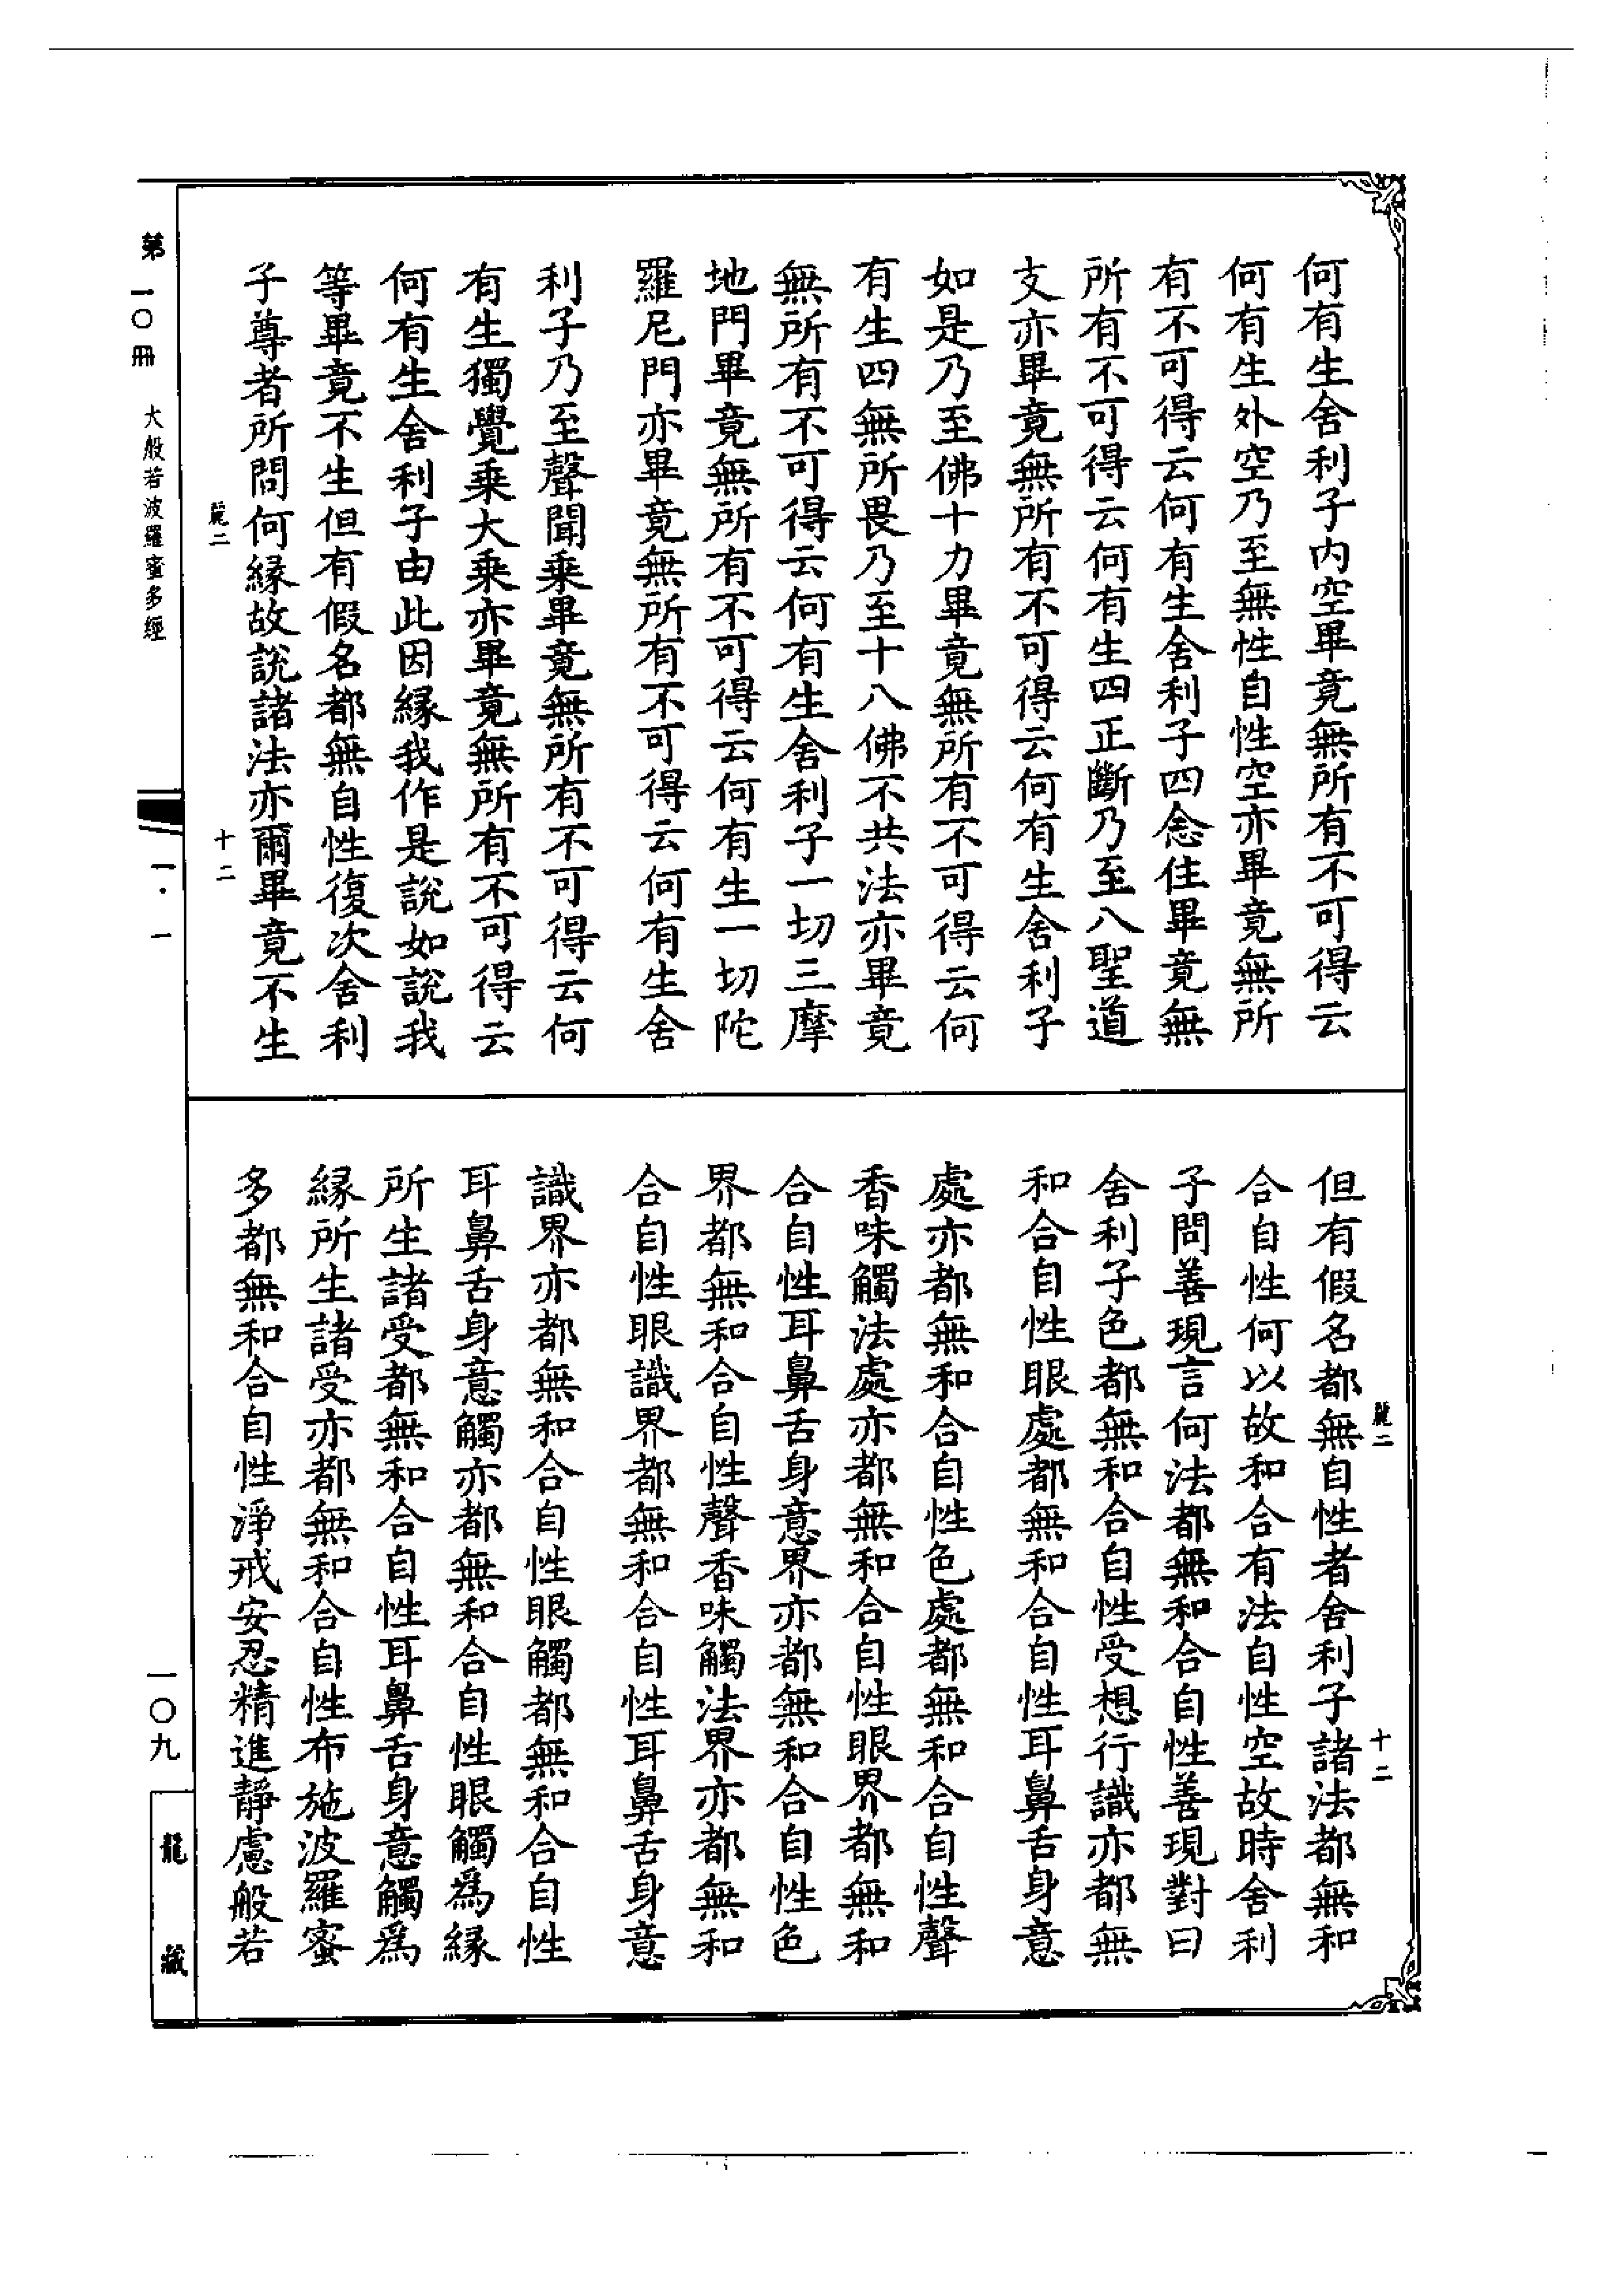 何有生舍利子内空畢竟無所有不可得云
何有生外空乃至無性自性空亦畢竟無所
有不可得云何有生舍利子四念住畢竟無
所有不可得云何有生四正斷乃至八聖道
支亦畢竟無所有不可得云何有生舍利子
如是乃至佛十力畢竟無所有不可得云何
有生四無所畏乃至十八佛不共法亦畢竟
無所有不可得云何有生舍利子一切三摩
地門畢竟無所有不可得云何有生一切陀
羅尼門亦畢竟無所有不可得云何有生舍
利子乃至聲聞乗畢竟無所有不可得云何
有生獨覺乗大乗亦畢竟無所有不可得云
何有生舍利子由此因縁我作是說如說我
等畢竟不生但有假名都無自性復次舍利
子尊者所問何縁故說諸法亦爾畢竟不生
麗二 十二
第一〇冊 大般若波羅蜜多經 一·一 一〇九
龍藏
麗二 十二
但有假名都無自性者舍利子諸法都無和
合自性何以故和合有法自性空故時舍利
子問善現言何法都無和合自性善現對曰
舍利子色都無和合自性受想行識亦都無
和合自性眼處都無和合自性耳鼻舌身意
處亦都無和合自性色處都無和合自性聲
香味觸法處亦都無和合自性眼界都無和
合自性耳鼻舌身意界亦都無和合自性色
界都無和合自性聲香味觸法界亦都無和
合自性眼識界都無和合自性耳鼻舌身意
識界亦都無和合自性眼觸都無和合自性
耳鼻舌身意觸亦都無和合自性眼觸爲縁
所生諸受都無和合自性耳鼻舌身意觸爲
縁所生諸受亦都無和合自性布施波羅蜜
多都無和合自性淨戒安忍精進靜慮般若